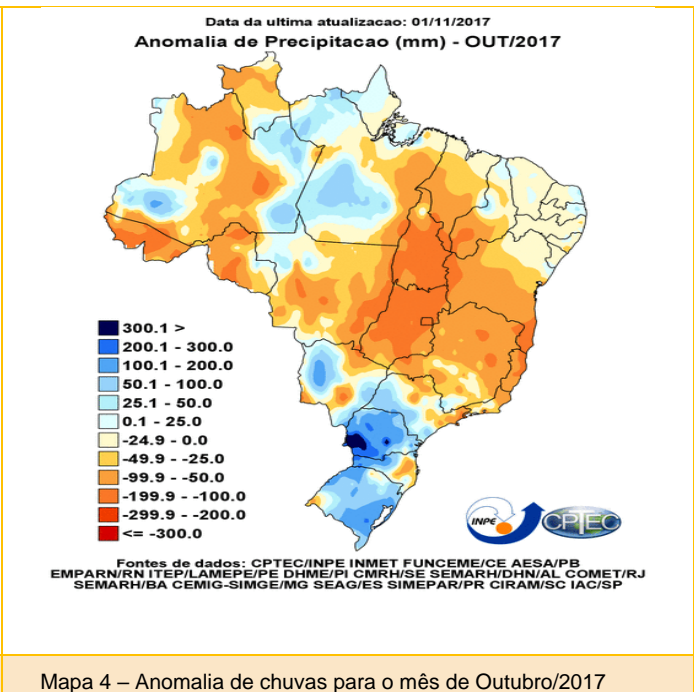 Data da ultima atualizacao: 01/11/2017
Anomalia de Precipitacao (mm) - OUT/2017
300.1 >
200.1 - 300.0
100.1 - 200.0
50.1 - 100.0
25.1 - 50.0
0.1 - 25.0
-24.9 - 0.0
-49.9 - -25.0
-99.9 - -50.0
-199.9 - -100.0
-299.9 - -200.0
<= -300.0
INPE
CPTEC
Fontes de dados: CPTEC/INPE INMET FUNCEME/CE AESA/PB
EMPARN/RN ITEP/LAMEPE/PE DHME/PI CMRH/SE SEMARH/DHN/AL COMET/RJ
SEMARH/BA CEMIG-SIMGE/MG SEAG/ES SIMEPAR/PR CIRAM/SC IAC/SP
Mapa 4 – Anomalia de chuvas para o mês de Outubro/2017